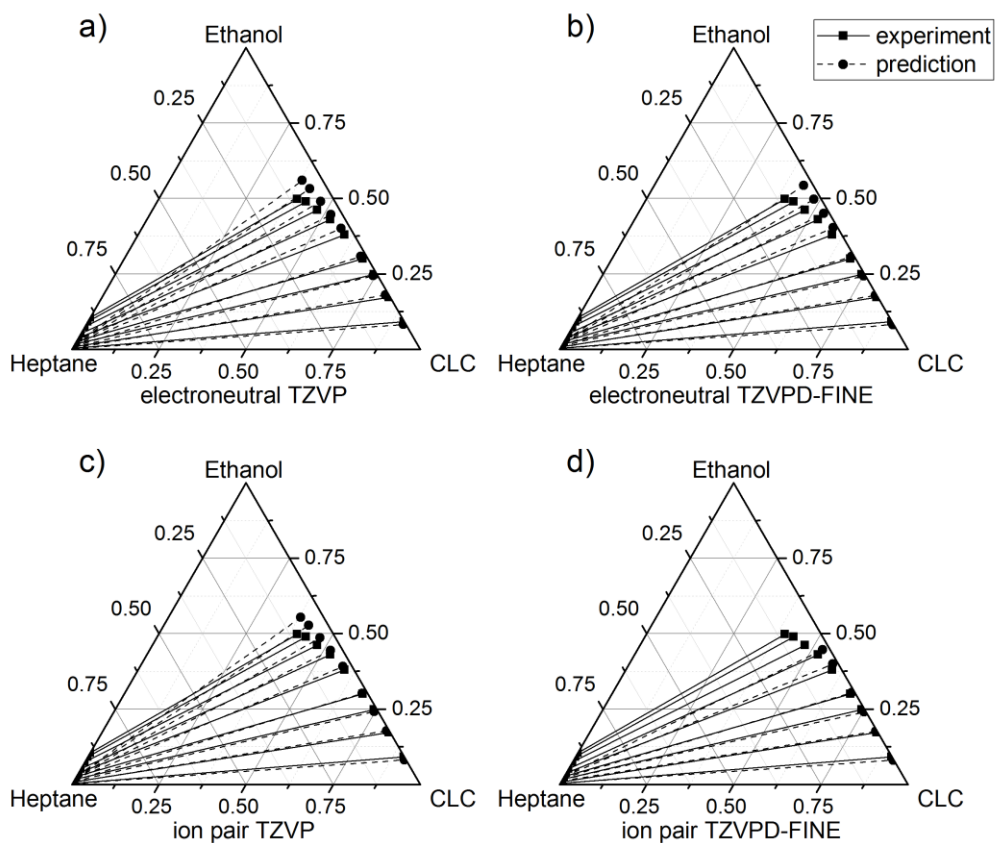 a)
Ethanol
0.25
0.75
0.50
0.50
0.75
0.25
Heptane
CLC
0.25
0.50
0.75
electroneutral TZVP
b)
Ethanol
experiment
prediction
0.25
0.75
0.50
0.50
0.75
0.25
Heptane
CLC
0.25
0.50
0.75
electroneutral TZVPD-FINE
c)
Ethanol
0.25
0.75
0.50
0.50
0.75
0.25
Heptane
CLC
0.25
0.50
0.75
ion pair TZVP
d)
Ethanol
0.25
0.75
0.50
0.50
0.75
0.25
Heptane
CLC
0.25
0.50
0.75
ion pair TZVPD-FINE